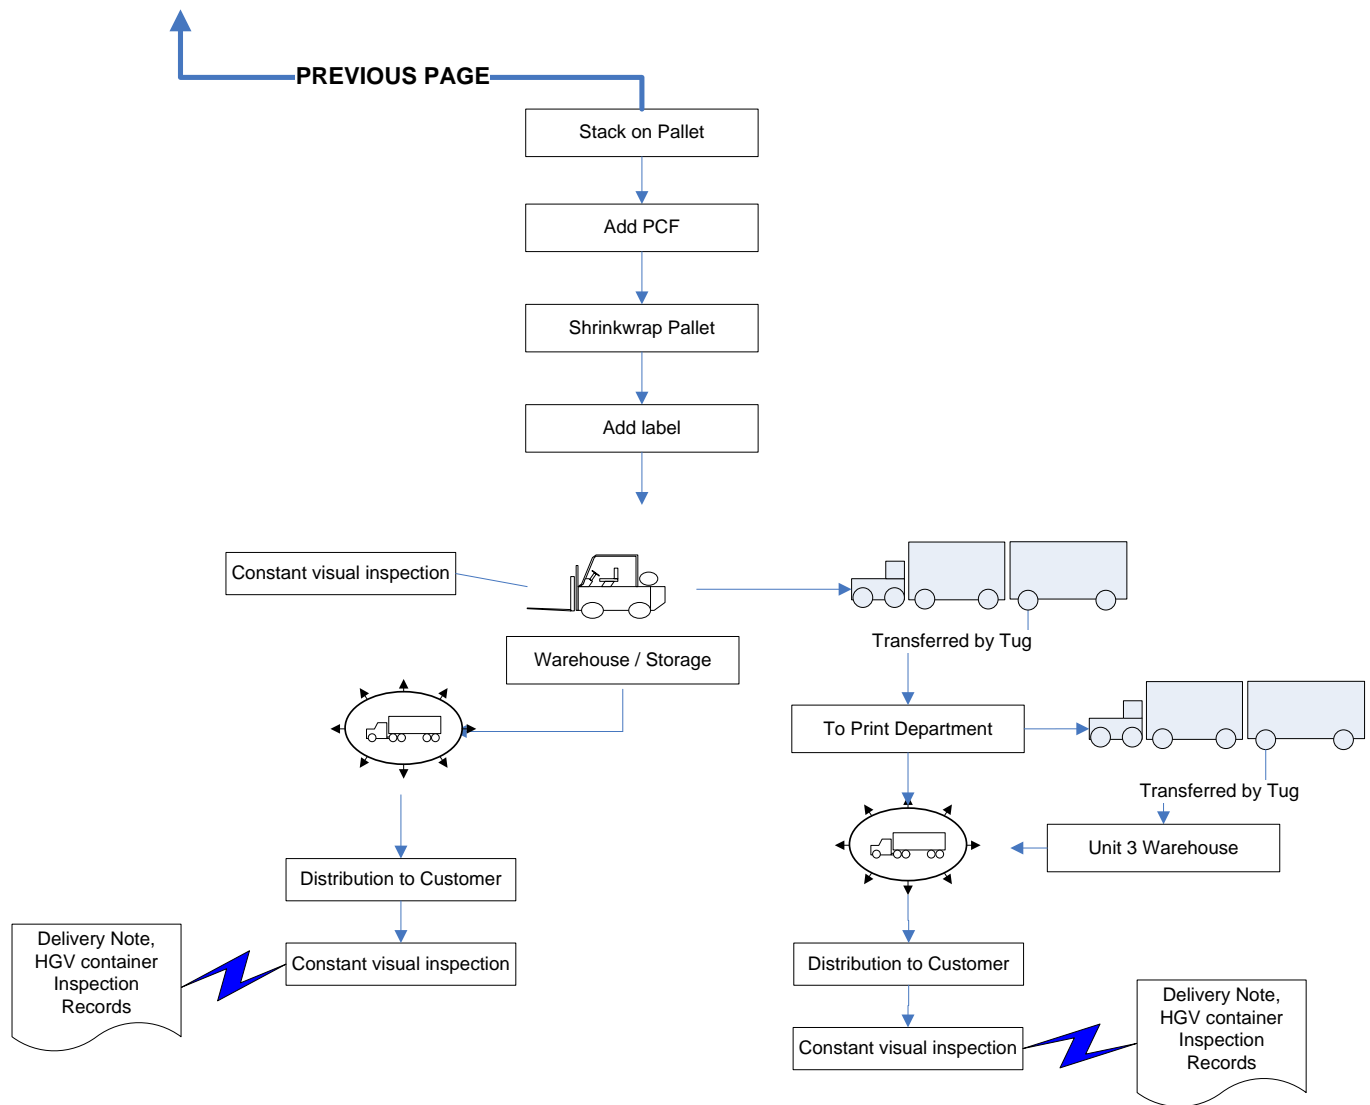 PREVIOUS PAGE
Stack on Pallet
Add PCF
Shrinkwrap Pallet
Add label
Constant visual inspection
Warehouse / Storage
Transferred by Tug
To Print Department
Transferred by Tug
Unit 3 Warehouse
Distribution to Customer
Constant visual inspection
Delivery Note,
HGV container
Inspection
Records
Distribution to Customer
Constant visual inspection
Delivery Note,
HGV container
Inspection
Records